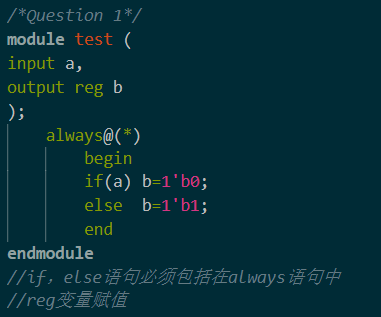 /*Question 1*/
module test (
input a,
output reg b
);
always@(*)
begin
if(a) b=1'b0;
else  b=1'b1;
end
endmodule
//if，else语句必须包括在always语句中
//reg变量赋值